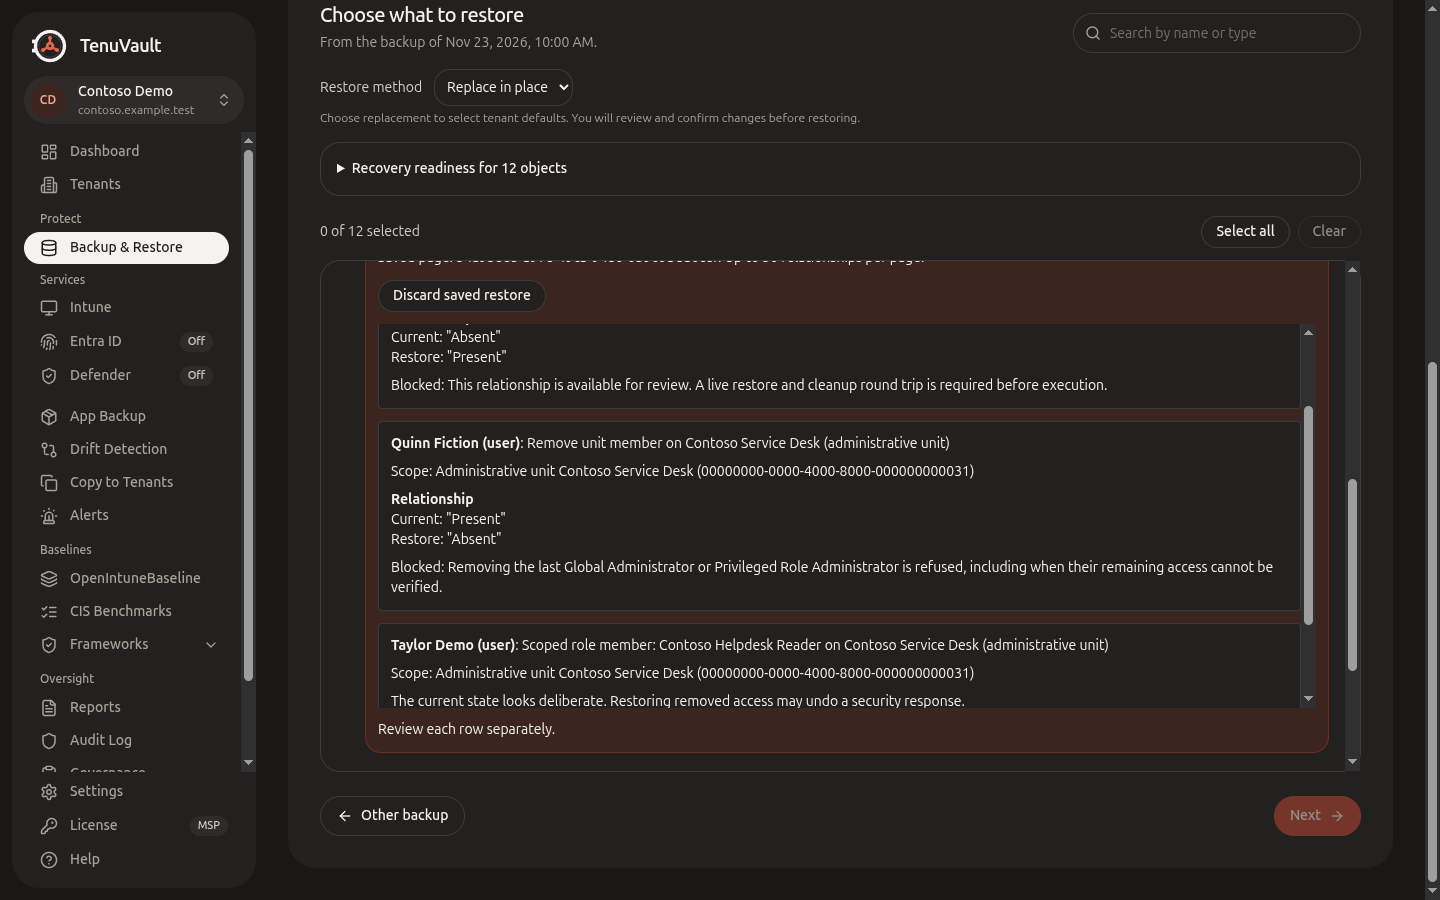 TenuVault
CD
Contoso Demo
contoso.example.test
Dashboard
Tenants
Protect
Backup & Restore
Services
Intune
Entra ID
Off
Defender
Off
App Backup
Drift Detection
Copy to Tenants
Alerts
Baselines
OpenIntuneBaseline
CIS Benchmarks
Frameworks
Oversight
Reports
Audit Log
Settings
License
MSP
Help
Choose what to restore
From the backup of Nov 23, 2026, 10:00 AM.
Search by name or type
Restore method
Replace in place
Choose replacement to select tenant defaults. You will review and confirm changes before restoring.
Recovery readiness for 12 objects
0 of 12 selected
Select all
Clear
Discard saved restore
Current: "Absent"
Restore: "Present"
Blocked: This relationship is available for review. A live restore and cleanup round trip is required before execution.
Quinn Fiction (user): Remove unit member on Contoso Service Desk (administrative unit)
Scope: Administrative unit Contoso Service Desk (00000000-0000-4000-8000-000000000031)
Relationship
Current: "Present"
Restore: "Absent"
Blocked: Removing the last Global Administrator or Privileged Role Administrator is refused, including when their remaining access cannot be
verified.
Taylor Demo (user): Scoped role member: Contoso Helpdesk Reader on Contoso Service Desk (administrative unit)
Scope: Administrative unit Contoso Service Desk (00000000-0000-4000-8000-000000000031)
The current state looks deliberate. Restoring removed access may undo a security response.
Review each row separately.
Other backup
Next